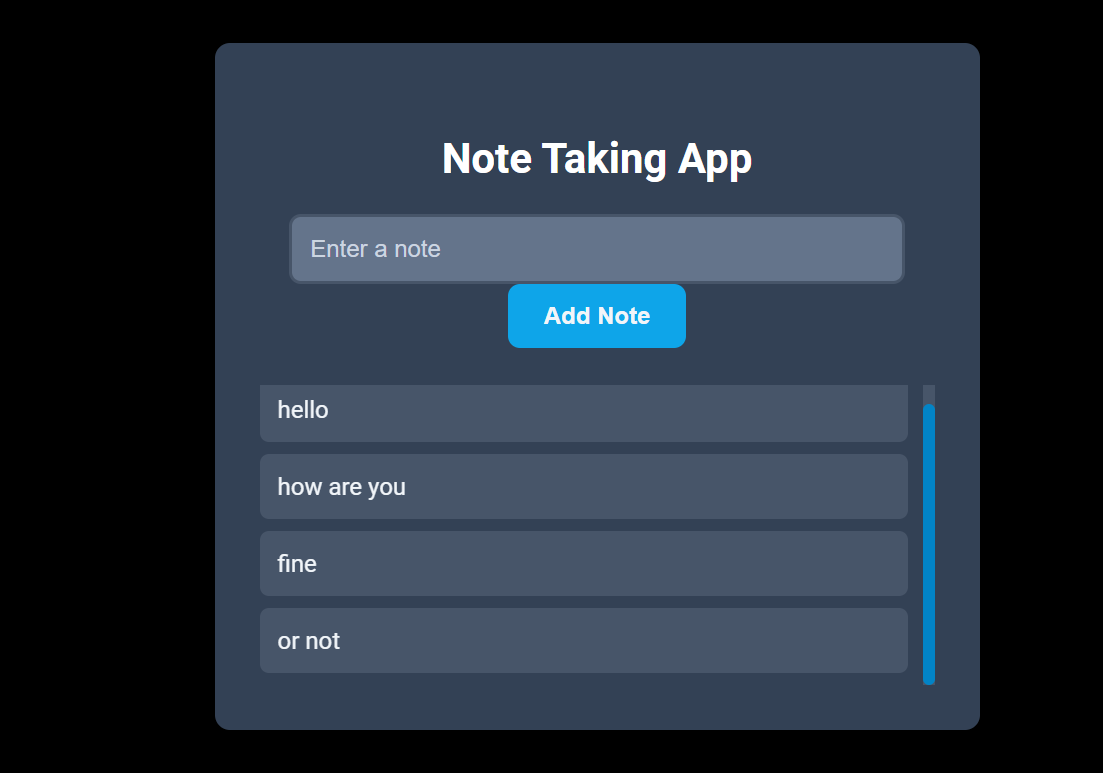 Note Taking App
Enter a note
Add Note
hello
how are you
fine
or not